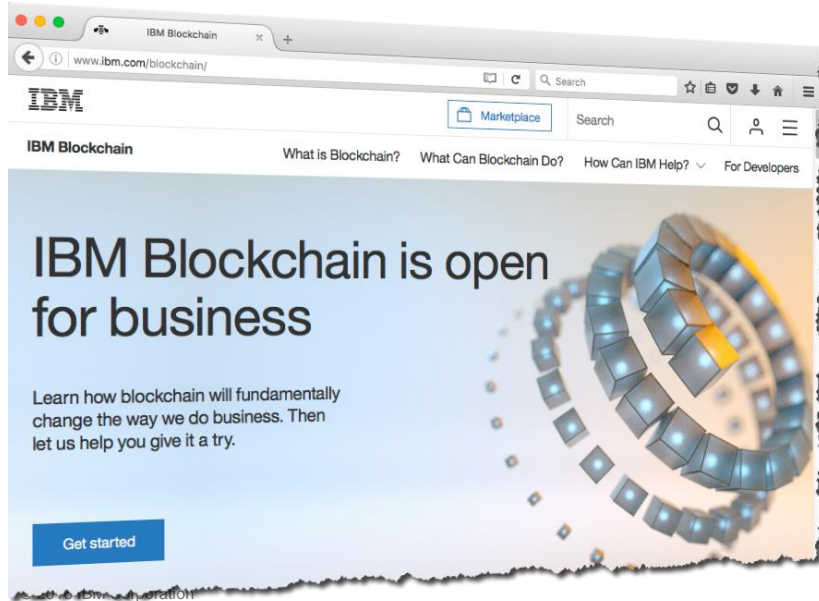 IBM Blockchain
www.ibm.com/blockchain/
Search
IBM
Marketplace
Search
IBM Blockchain
What is Blockchain? What Can Blockchain Do? How Can IBM Help? For Developers
IBM Blockchain is open
for business
Learn how blockchain will fundamentally
change the way we do business. Then
let us help you give it a try.
Get started
IBM Corporation